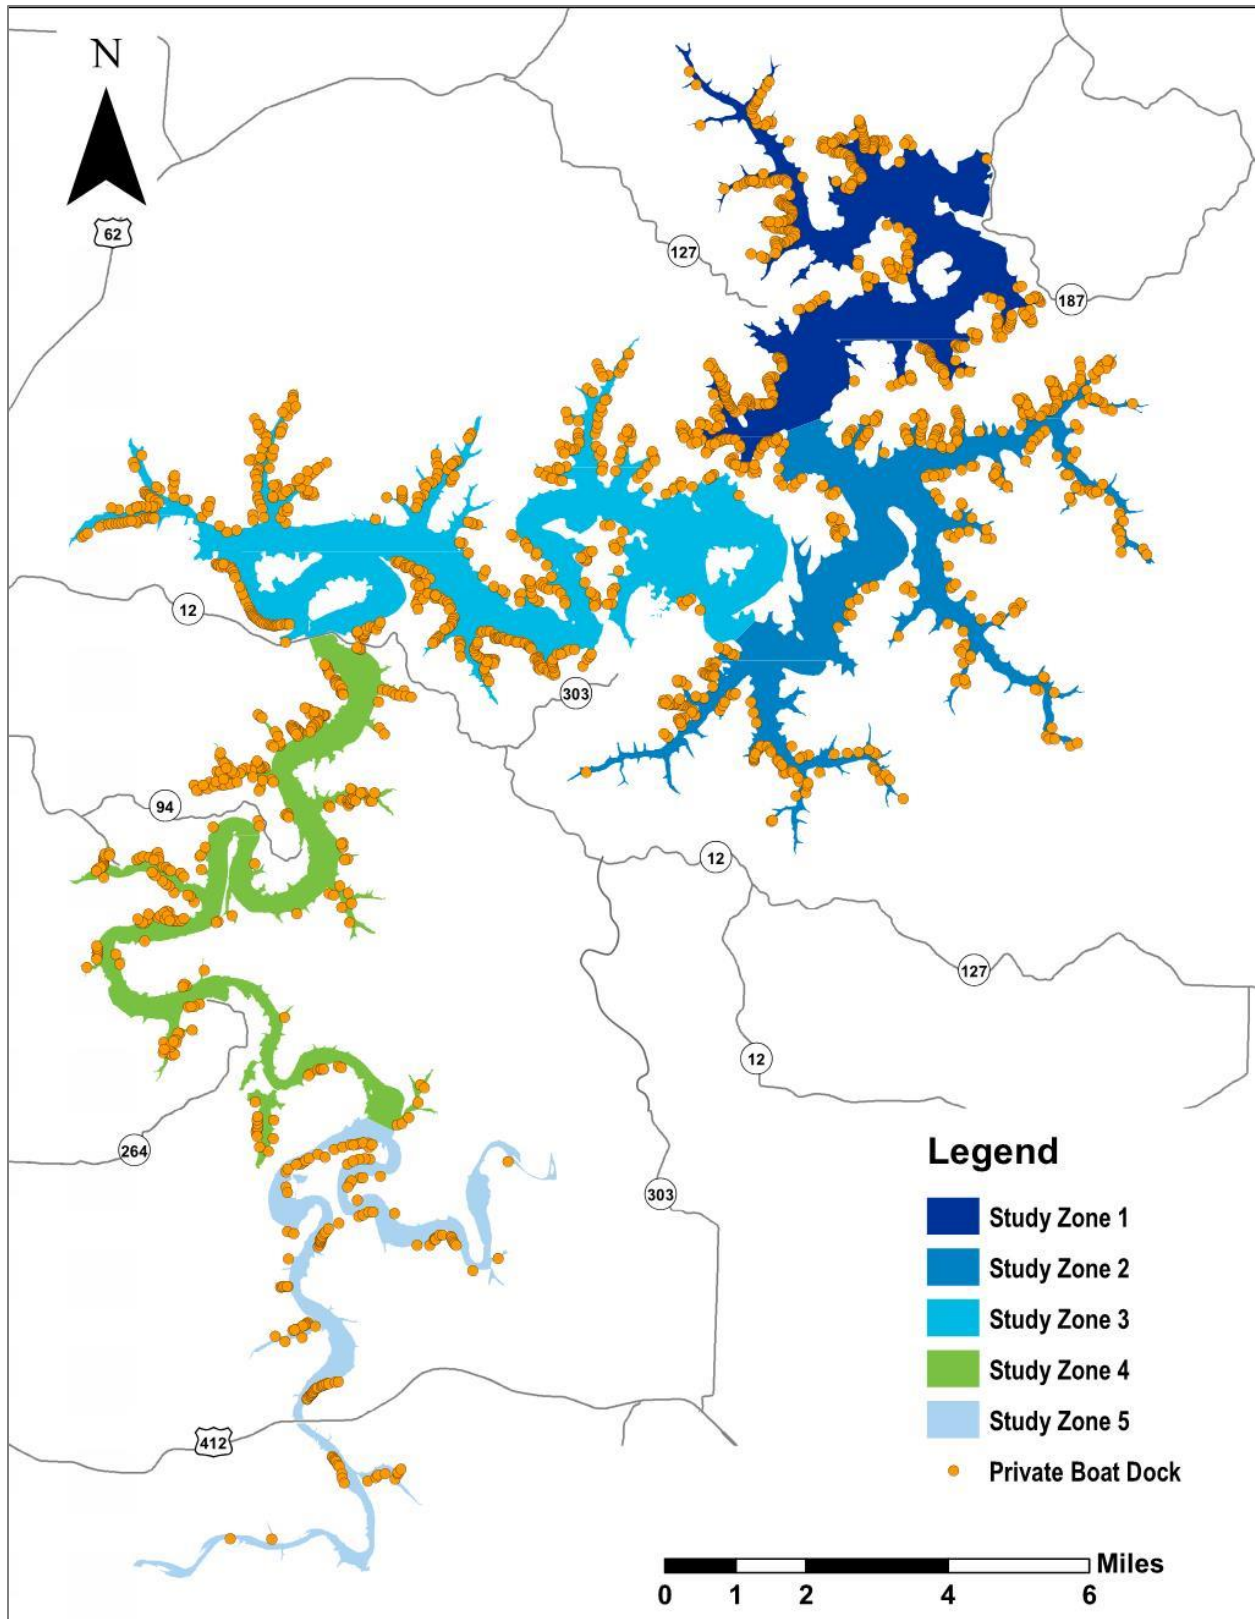 N
62
127
187
12
303
94
12
127
12
264
303
412
Legend
Study Zone 1
Study Zone 2
Study Zone 3
Study Zone 4
Study Zone 5
Private Boat Dock
Miles
0 1 2 4 6